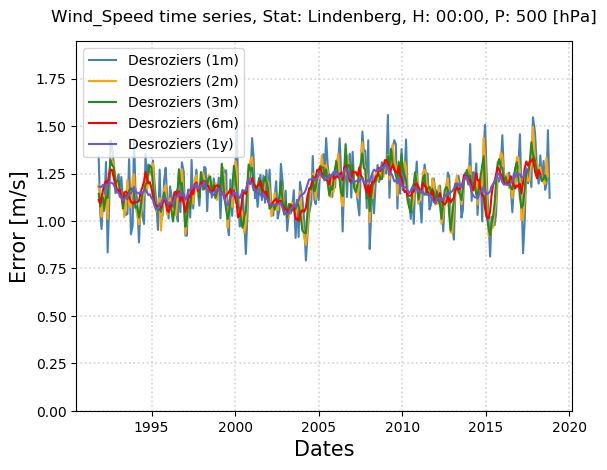 Wind_Speed time series, Stat: Lindenberg, H: 00:00, P: 500 [hPa]
Desroziers (1m)
Desroziers (2m)
Desroziers (3m)
Desroziers (6m)
Desroziers (1y)
1.75
1.50
1.25
1.00
0.75
0.50
0.25
0.00
Error [m/s]
1995 2000 2005 2010 2015 2020
Dates